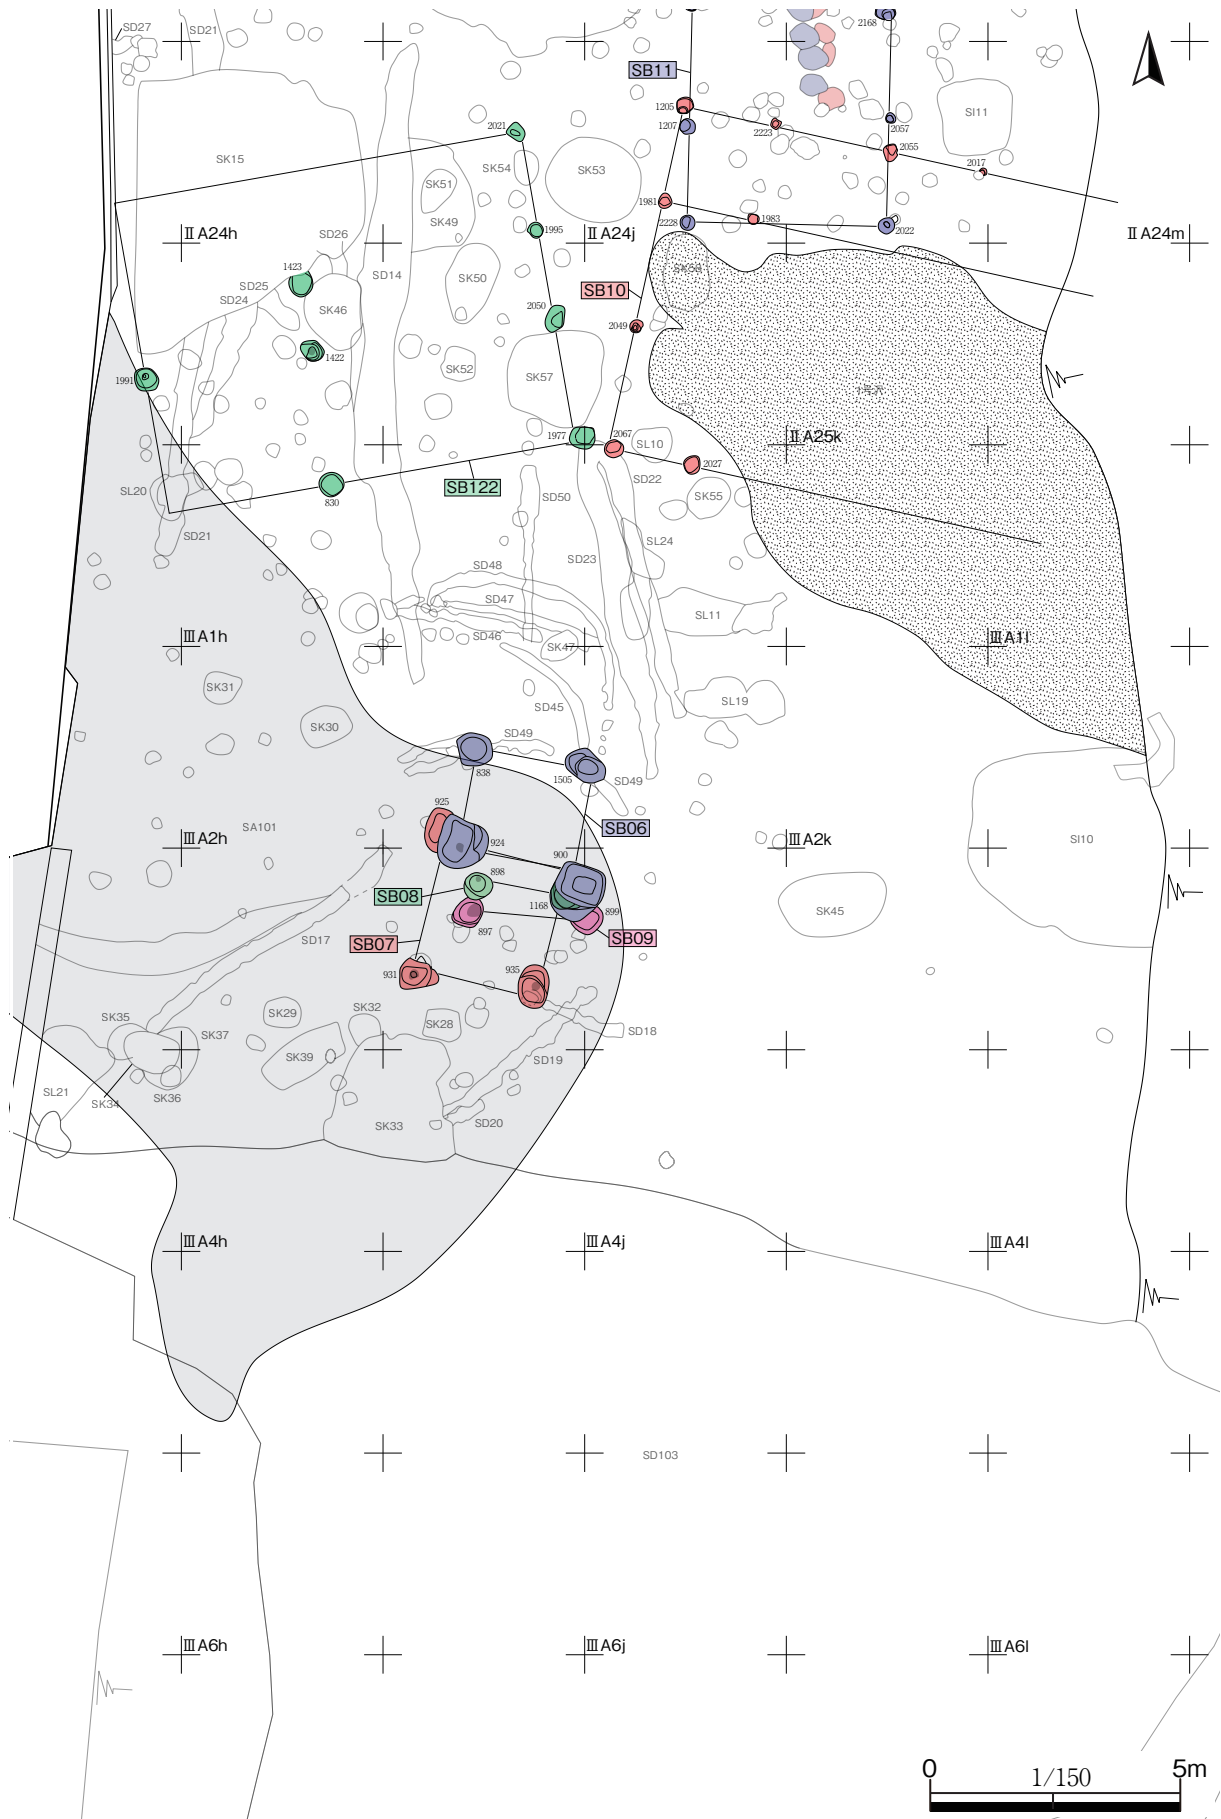 SD27
SD21
2168
SB11
1205
1207
2223
2057
2055
2017
SI11
2021
SK15
SK54
SK53
SK51
SK49
1981
1983
2228
2022
ⅡA24h
SD26
1995
ⅡA24j
ⅡA24m
1423
SD14
SK50
SD25
SD24
SK46
SB10
2050
2049
1422
SK52
SK57
1991
1977
2067
SL10
ⅡA25k
2027
SD22
SL20
830
SB122
SD50
SK55
SD21
SL24
SD48
SD23
SD47
SL11
SD46
SK47
ⅢA1h
ⅢA1l
SK31
SD45
SL19
SK30
SD49
838
1505
SD49
925
SA101
924
SB06
ⅢA2h
ⅢA2k
SI10
900
898
SB08
1168
899
SK45
897
SB07
SB09
SD17
931
935
SK35
SK29
SK32
SK28
SK37
SD18
SK39
SD19
SL21
SK34
SK36
SK33
SD20
ⅢA4h
ⅢA4j
ⅢA4l
SD103
ⅢA6h
ⅢA6j
ⅢA6l
0
1/150
5m